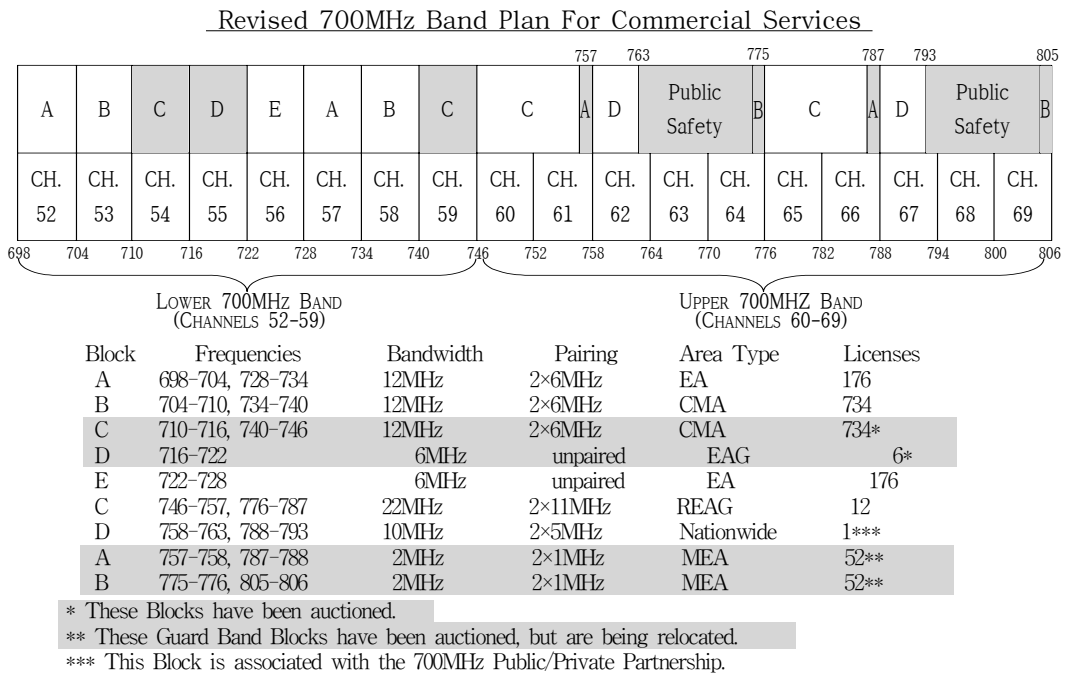 Revised 700MHz Band Plan For Commercial Services
757 763 775 787 793 805
A B C D E A B C C A D Public Safety B C A D Public Safety B
CH. 52 CH. 53 CH. 54 CH. 55 CH. 56 CH. 57 CH. 58 CH. 59 CH. 60 CH. 61 CH. 62 CH. 63 CH. 64 CH. 65 CH. 66 CH. 67 CH. 68 CH. 69
698 704 710 716 722 728 734 740 746 752 758 764 770 776 782 788 794 800 806
LOWER 700MHZ BAND
(CHANNELS 52-59)
UPPER 700MHZ BAND
(CHANNELS 60-69)
Block Frequencies Bandwidth Pairing Area Type Licenses
A 698-704, 728-734 12MHz 2×6MHz EA 176
B 704-710, 734-740 12MHz 2×6MHz CMA 734
C 710-716, 740-746 12MHz 2×6MHz CMA 734*
D 716-722 6MHz unpaired EAG 6*
E 722-728 6MHz unpaired EA 176
C 746-757, 776-787 22MHz 2×11MHz REAG 12
D 758-763, 788-793 10MHz 2×5MHz Nationwide 1***
A 757-758, 787-788 2MHz 2×1MHz MEA 52**
B 775-776, 805-806 2MHz 2×1MHz MEA 52**
* These Blocks have been auctioned.
** These Guard Band Blocks have been auctioned, but are being relocated.
*** This Block is associated with the 700MHz Public/Private Partnership.